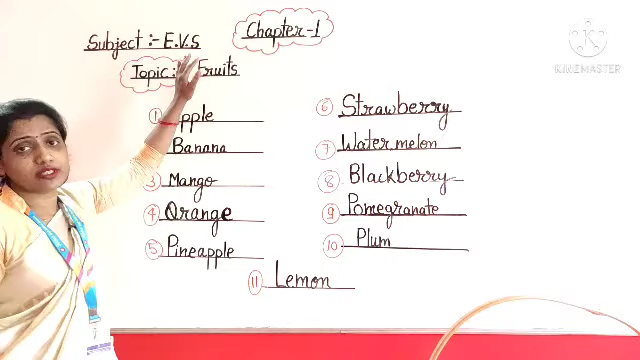 Subject :- E.V.S
Chapter-1
Topic :- Fruits
① pple
Banana
③ Mango
④ Orange
⑤ Pineapple
⑥ Strawberry
⑦ Water melon
⑧ Blackberry
⑨ Pomegranate
⑩ Plum
⑪ Lemon
KINEMASTER